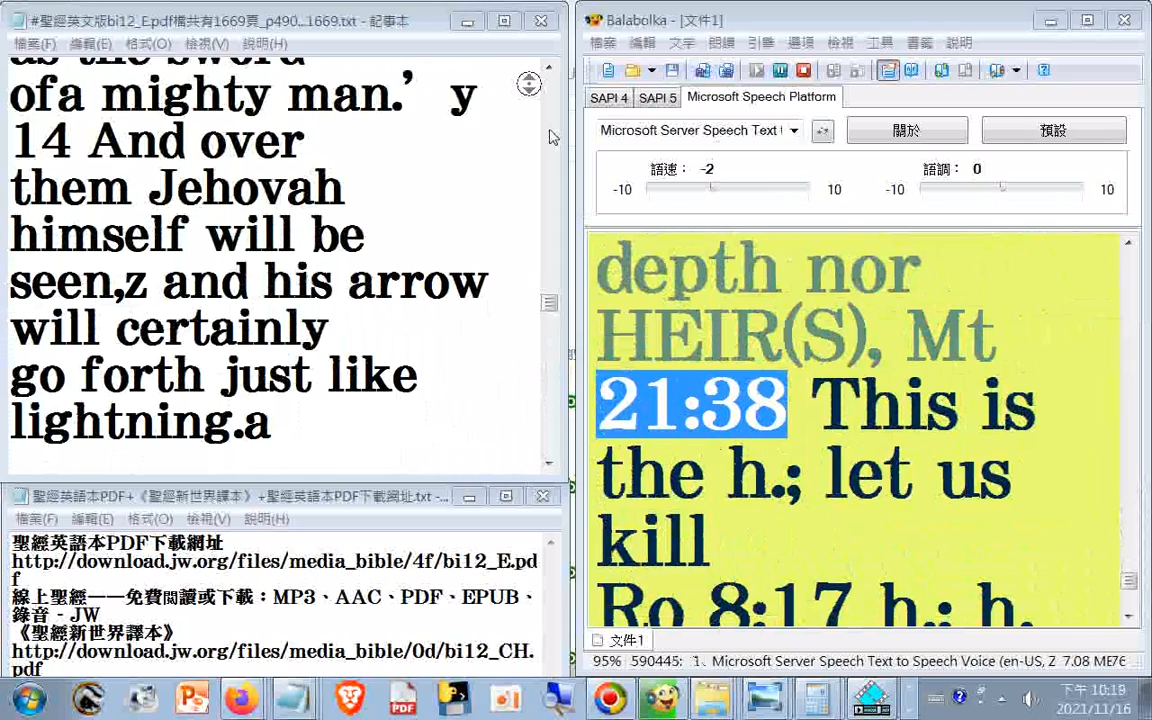 #聖經英文版bi12_E.pdf檔共有1669頁_p490...1669.txt - 記事本
檔案(F) 編輯(E) 格式(O) 檢視(V) 說明(H)
as the sword
ofa mighty man.’ y
14 And over
them Jehovah
himself will be
seen,z and his arrow
will certainly
go forth just like
lightning.a
聖經英語本PDF+《聖經新世界譯本》+聖經英語本PDF下載網址.txt - ...
檔案(F) 編輯(E) 格式(O) 檢視(V) 說明(H)
聖經英語本PDF下載網址
http://download.jw.org/files/media_bible/4f/bi12_E.pd
f
線上聖經——免費閱讀或下載：MP3、AAC、PDF、EPUB、
錄音 - JW
《聖經新世界譯本》
http://download.jw.org/files/media_bible/0d/bi12_CH.
pdf
Balabolka - [文件1]
檔案 編輯 文字 朗讀 引擎 選項 檢視 工具 書籤 說明
SAPI 4 SAPI 5 Microsoft Speech Platform
Microsoft Server Speech Text t 關於 預設
語速： -2 語調： 0
-10 10 -10 10
depth nor
HEIR(S), Mt
21:38 This is
the h.; let us
kill
Ro 8:17 h.; h.
文件1
95% 590445: 1. Microsoft Server Speech Text to Speech Voice (en-US, Z 7.08 ME76
PDF
下午 10:19
2021/11/16